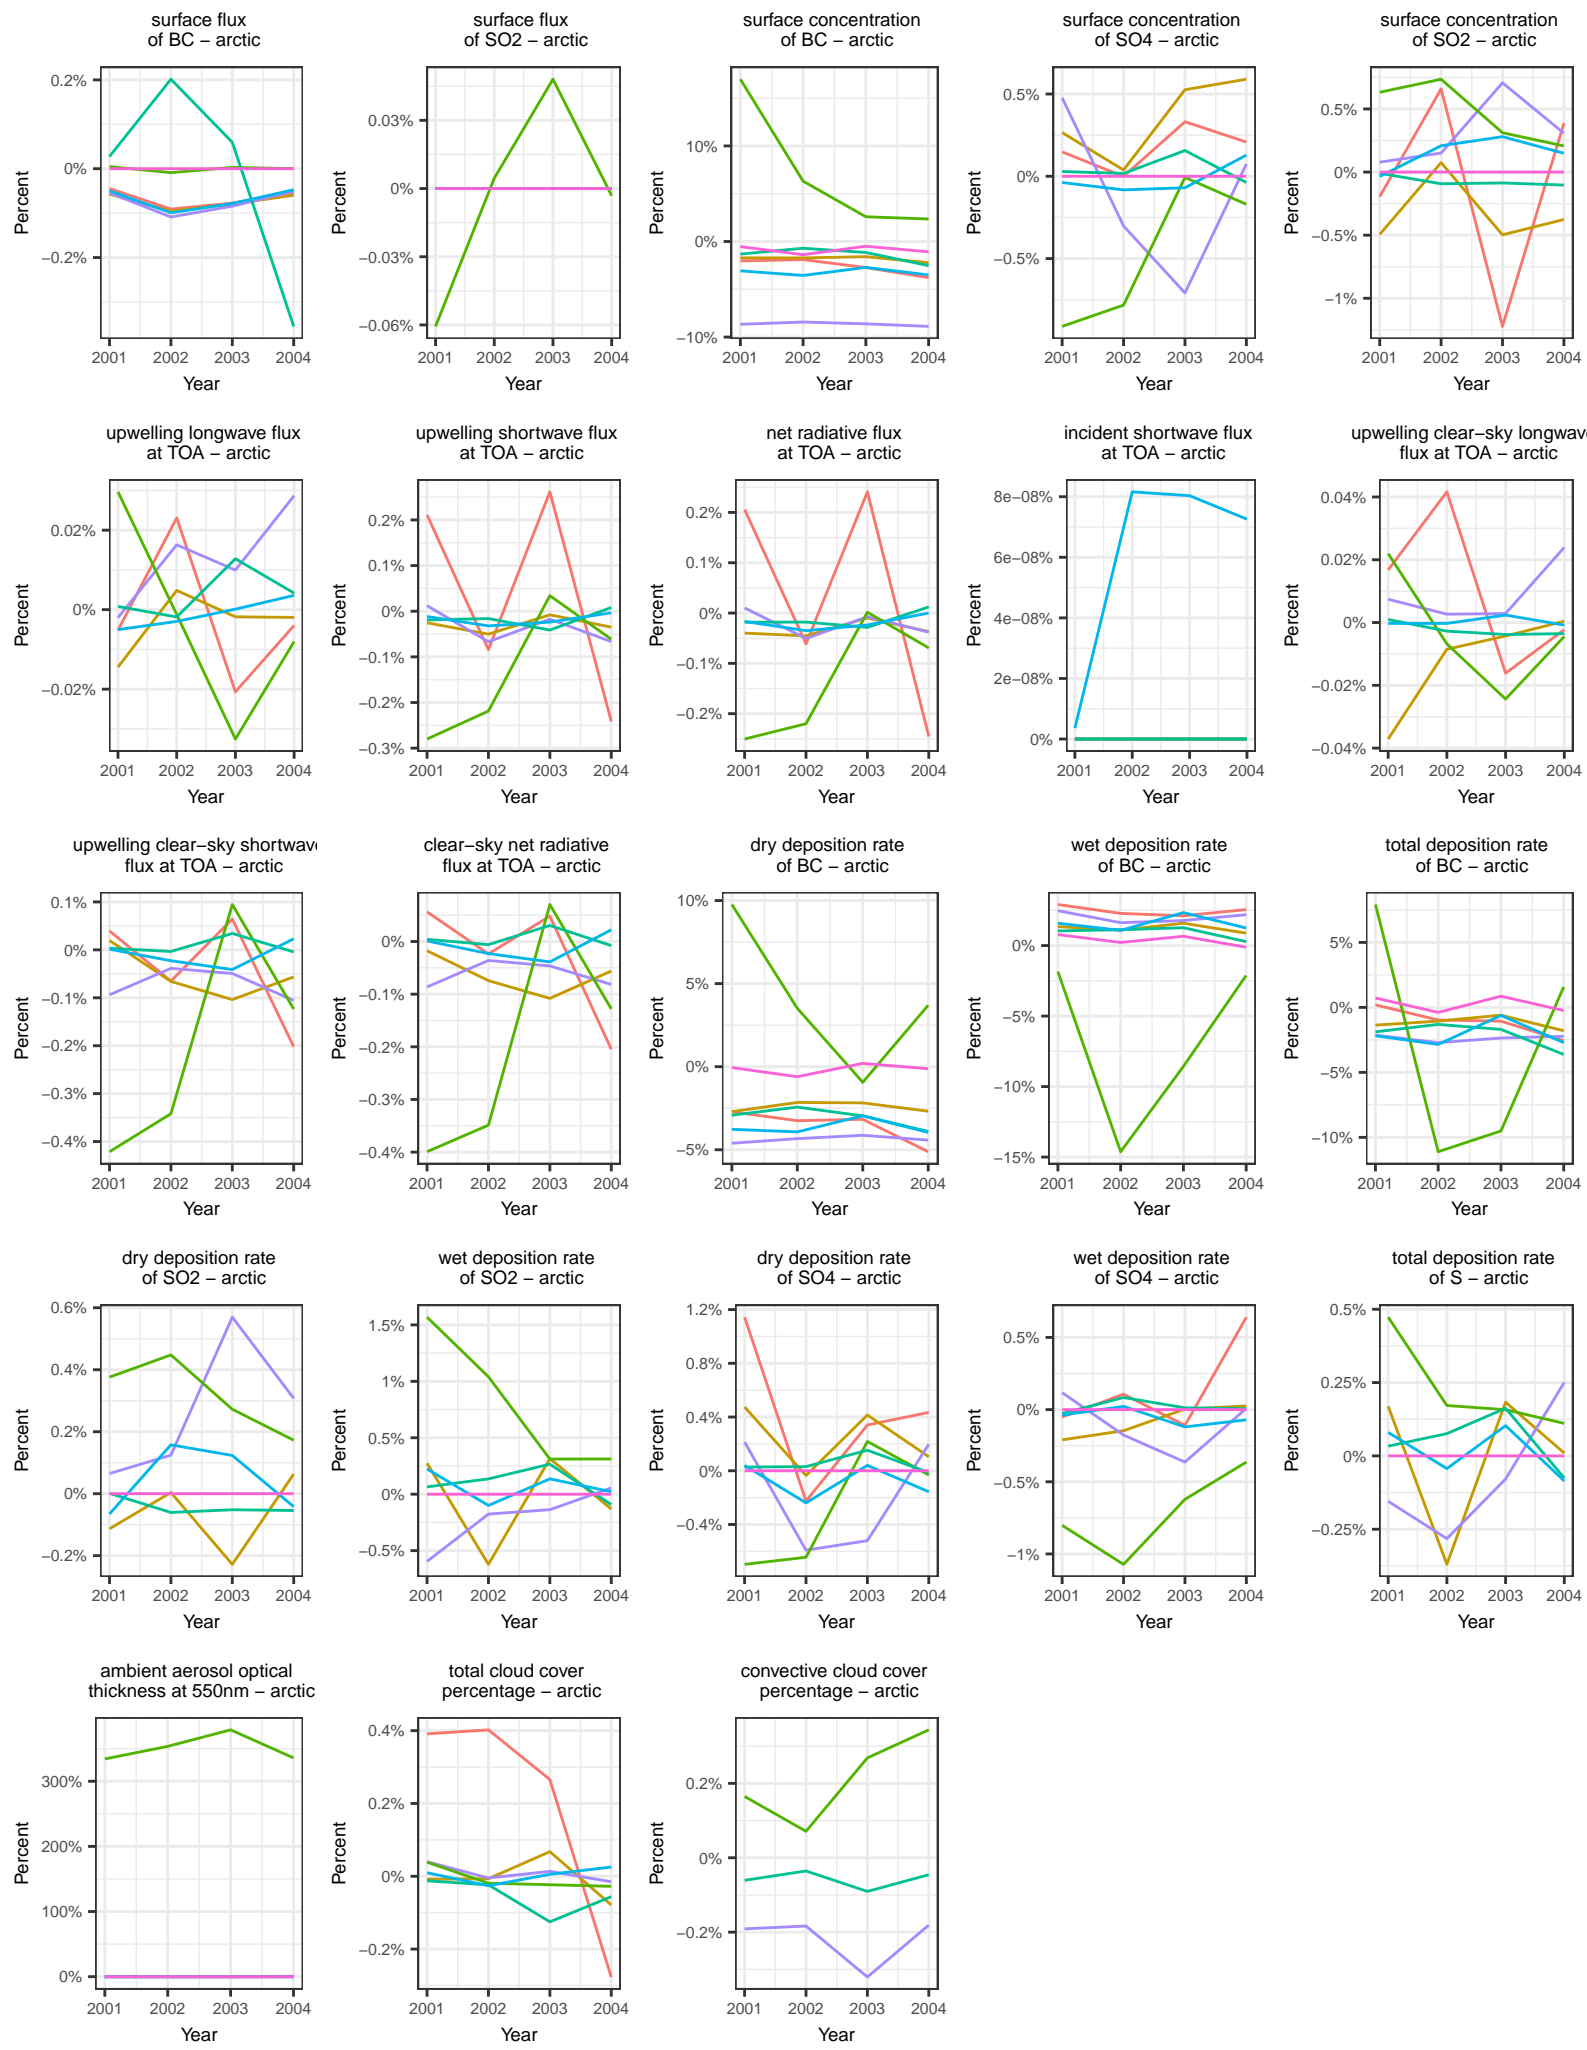 surface flux
of BC − arctic
0.2%
0%
−0.2%
Percent
2001 2002 2003 2004
Year
surface flux
of SO2 − arctic
0.03%
0%
−0.03%
−0.06%
Percent
2001 2002 2003 2004
Year
surface concentration
of BC − arctic
10%
0%
−10%
Percent
2001 2002 2003 2004
Year
surface concentration
of SO4 − arctic
0.5%
0%
−0.5%
Percent
2001 2002 2003 2004
Year
surface concentration
of SO2 − arctic
0.5%
0%
−0.5%
−1%
Percent
2001 2002 2003 2004
Year
upwelling longwave flux
at TOA − arctic
0.02%
0%
−0.02%
Percent
2001 2002 2003 2004
Year
upwelling shortwave flux
at TOA − arctic
0.2%
0.1%
0%
−0.1%
−0.2%
−0.3%
Percent
2001 2002 2003 2004
Year
net radiative flux
at TOA − arctic
0.2%
0.1%
0%
−0.1%
−0.2%
Percent
2001 2002 2003 2004
Year
incident shortwave flux
at TOA − arctic
8e−08%
6e−08%
4e−08%
2e−08%
0%
Percent
2001 2002 2003 2004
Year
upwelling clear−sky longwav
flux at TOA − arctic
0.04%
0.02%
0%
−0.02%
−0.04%
Percent
2001 2002 2003 2004
Year
upwelling clear−sky shortwav
flux at TOA − arctic
0.1%
0%
−0.1%
−0.2%
−0.3%
−0.4%
Percent
2001 2002 2003 2004
Year
clear−sky net radiative
flux at TOA − arctic
0%
−0.1%
−0.2%
−0.3%
−0.4%
Percent
2001 2002 2003 2004
Year
dry deposition rate
of BC − arctic
10%
5%
0%
−5%
Percent
2001 2002 2003 2004
Year
wet deposition rate
of BC − arctic
0%
−5%
−10%
−15%
Percent
2001 2002 2003 2004
Year
total deposition rate
of BC − arctic
5%
0%
−5%
−10%
Percent
2001 2002 2003 2004
Year
dry deposition rate
of SO2 − arctic
0.6%
0.4%
0.2%
0%
−0.2%
Percent
2001 2002 2003 2004
Year
wet deposition rate
of SO2 − arctic
1.5%
1%
0.5%
0%
−0.5%
Percent
2001 2002 2003 2004
Year
dry deposition rate
of SO4 − arctic
1.2%
0.8%
0.4%
0%
−0.4%
Percent
2001 2002 2003 2004
Year
wet deposition rate
of SO4 − arctic
0.5%
0%
−0.5%
−1%
Percent
2001 2002 2003 2004
Year
total deposition rate
of S − arctic
0.5%
0.25%
0%
−0.25%
Percent
2001 2002 2003 2004
Year
ambient aerosol optical
thickness at 550nm − arctic
300%
200%
100%
0%
Percent
2001 2002 2003 2004
Year
total cloud cover
percentage − arctic
0.4%
0.2%
0%
−0.2%
Percent
2001 2002 2003 2004
Year
convective cloud cover
percentage − arctic
0.2%
0%
−0.2%
Percent
2001 2002 2003 2004
Year